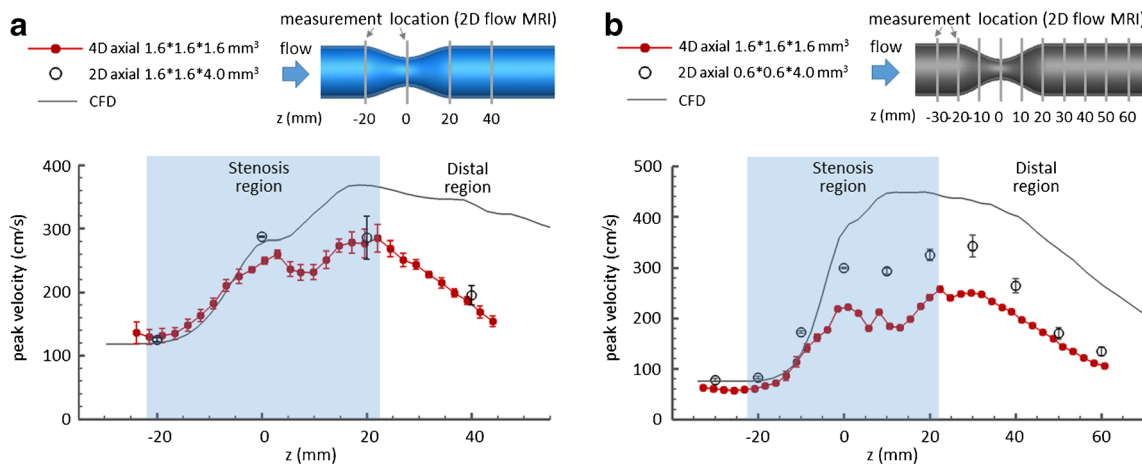 a
measurement location (2D flow MRI)
4D axial 1.6*1.6*1.6 mm³
2D axial 1.6*1.6*4.0 mm³
CFD
flow
z (mm)
-20 0 20 40
400
300
200
100
0
peak velocity (cm/s)
Stenosis
region
Distal
region
-20 0 20 40
z (mm)
b
measurement location (2D flow MRI)
4D axial 1.6*1.6*1.6 mm³
2D axial 0.6*0.6*4.0 mm³
CFD
flow
z (mm)
-30 -20 -10 0 10 20 30 40 50 60
500
400
300
200
100
0
peak velocity (cm/s)
Stenosis
region
Distal
region
-20 0 20 40 60
z (mm)